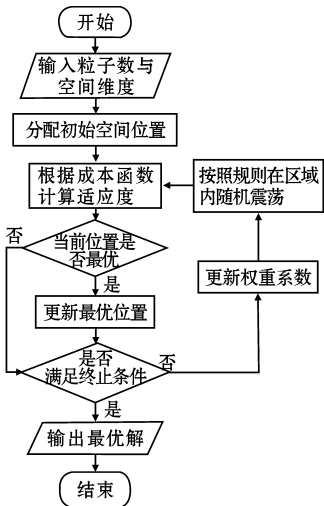 开始
输入粒子数与
空间维度
分配初始空间位置
根据成本函数
计算适应度
按照规则在区域
内随机震荡
否
当前位置是
否最优
是
更新权重系数
更新最优位置
是否
满足终止条件
否
是
输出最优解
结束